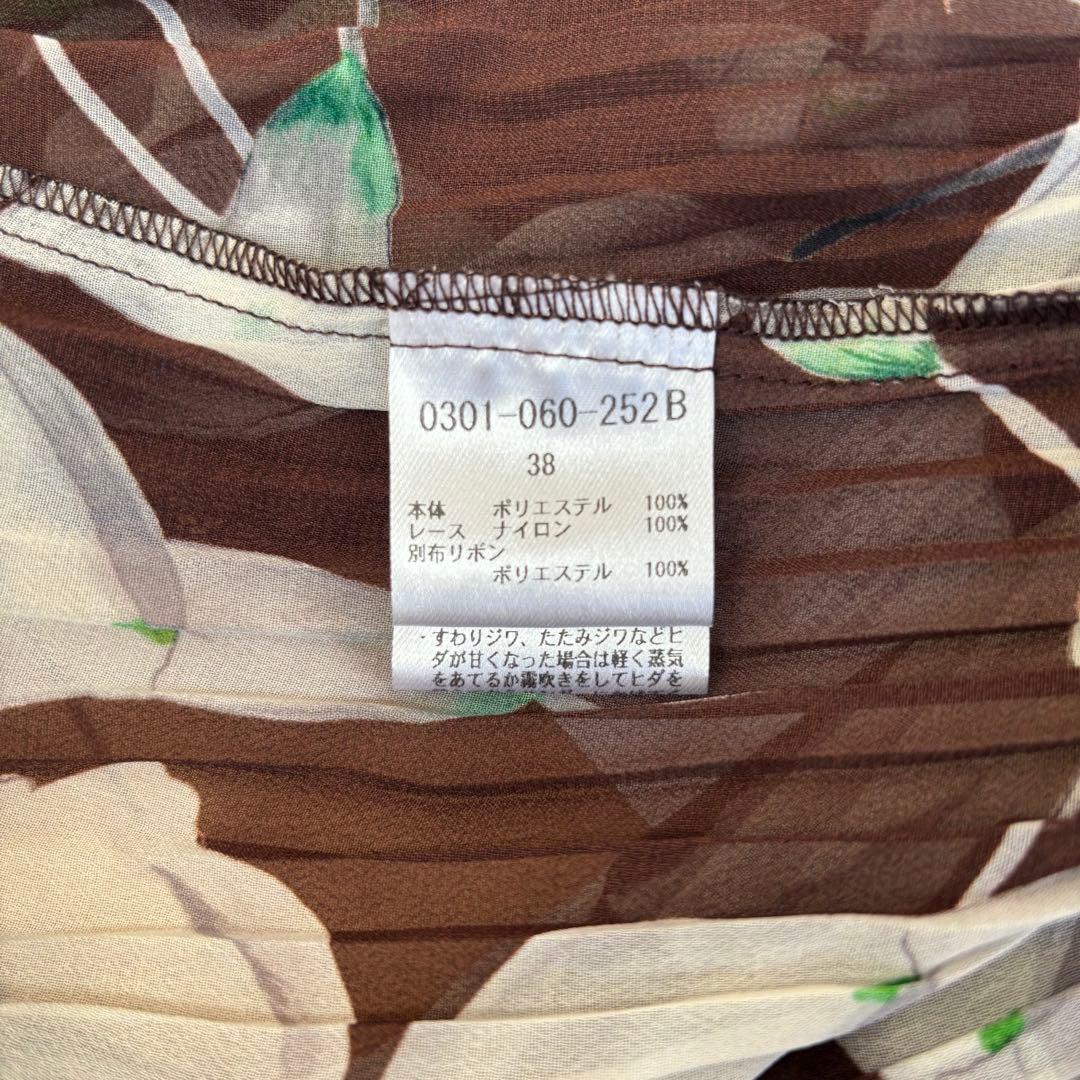 0301-060-252B
38
本体 ポリエステル 100%
レース ナイロン 100%
別布リボン
ポリエステル 100%
・すわりジワ、たたみジワなどヒ
ダが甘くなった場合は軽く蒸気
をあてるか霧吹きをしてヒダを